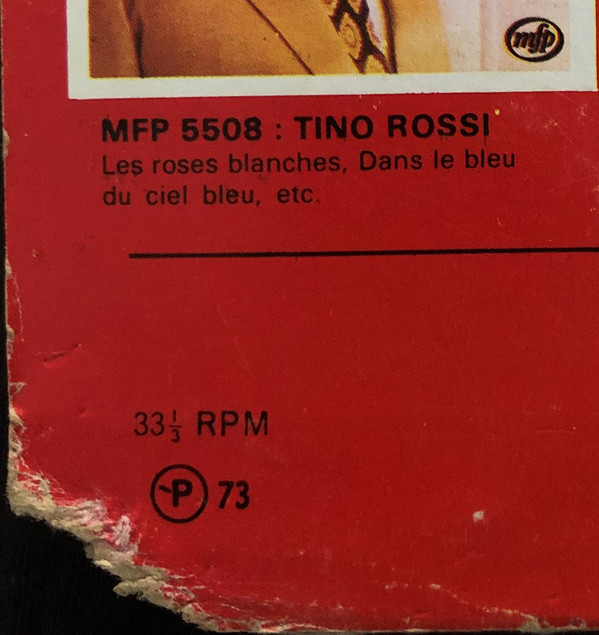 mfp
MFP 5508 : TINO ROSSI
Les roses blanches, Dans le bleu
du ciel bleu, etc.
33⅓ RPM
℗ 73